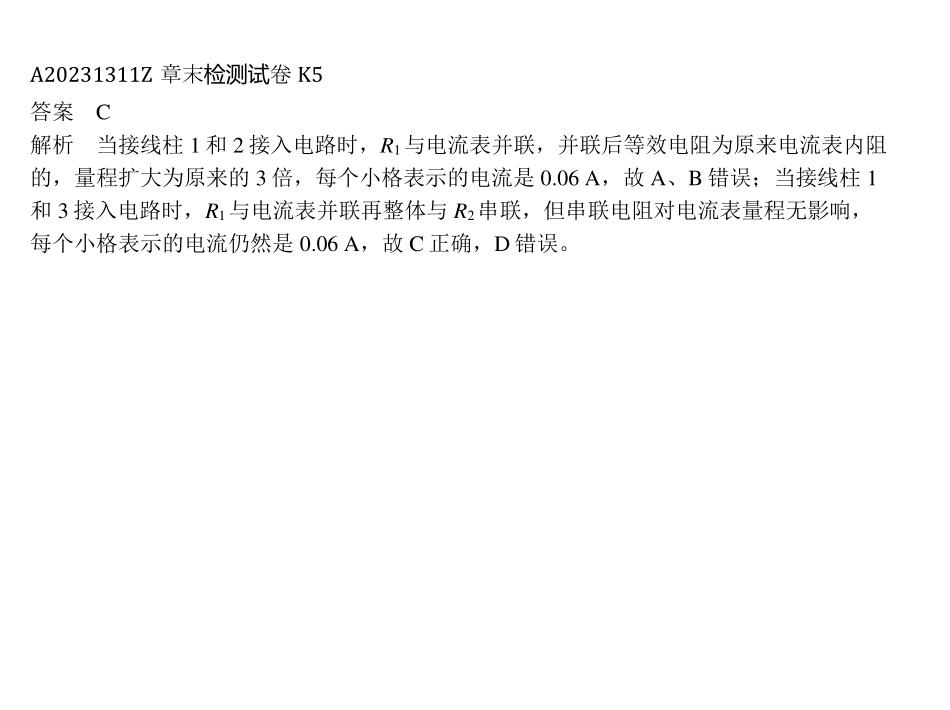 A20231311Z 章末检测试卷 K5
答案 C
解析 当接线柱 1 和 2 接入电路时，R1 与电流表并联，并联后等效电阻为原来电流表内阻
的，量程扩大为原来的 3 倍，每个小格表示的电流是 0.06 A，故 A、B 错误；当接线柱 1
和 3 接入电路时，R1 与电流表并联再整体与 R2 串联，但串联电阻对电流表量程无影响，
每个小格表示的电流仍然是 0.06 A，故 C 正确，D 错误。